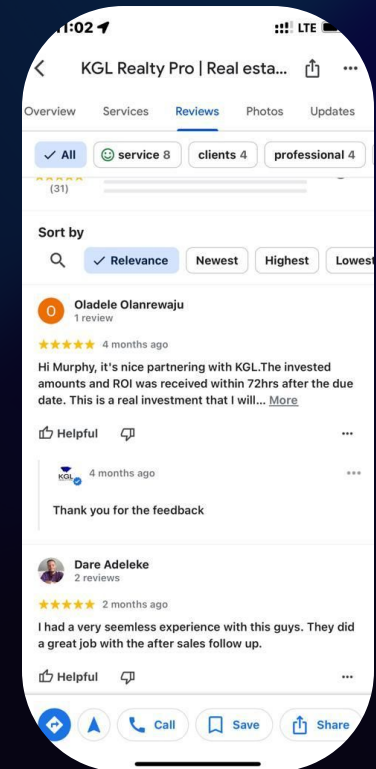 1:02
LTE
KGL Realty Pro | Real esta...
Overview Services Reviews Photos Updates
All service 8 clients 4 professional 4
(31)
Sort by
Relevance Newest Highest Lowest
O Oladele Olanrewaju
1 review
4 months ago
Hi Murphy, it's nice partnering with KGL.The invested
amounts and ROI was received within 72hrs after the due
date. This is a real investment that I will... More
Helpful
KGL 4 months ago
Thank you for the feedback
Dare Adeleke
2 reviews
2 months ago
I had a very seemless experience with this guys. They did
a great job with the after sales follow up.
Helpful
Call Save Share